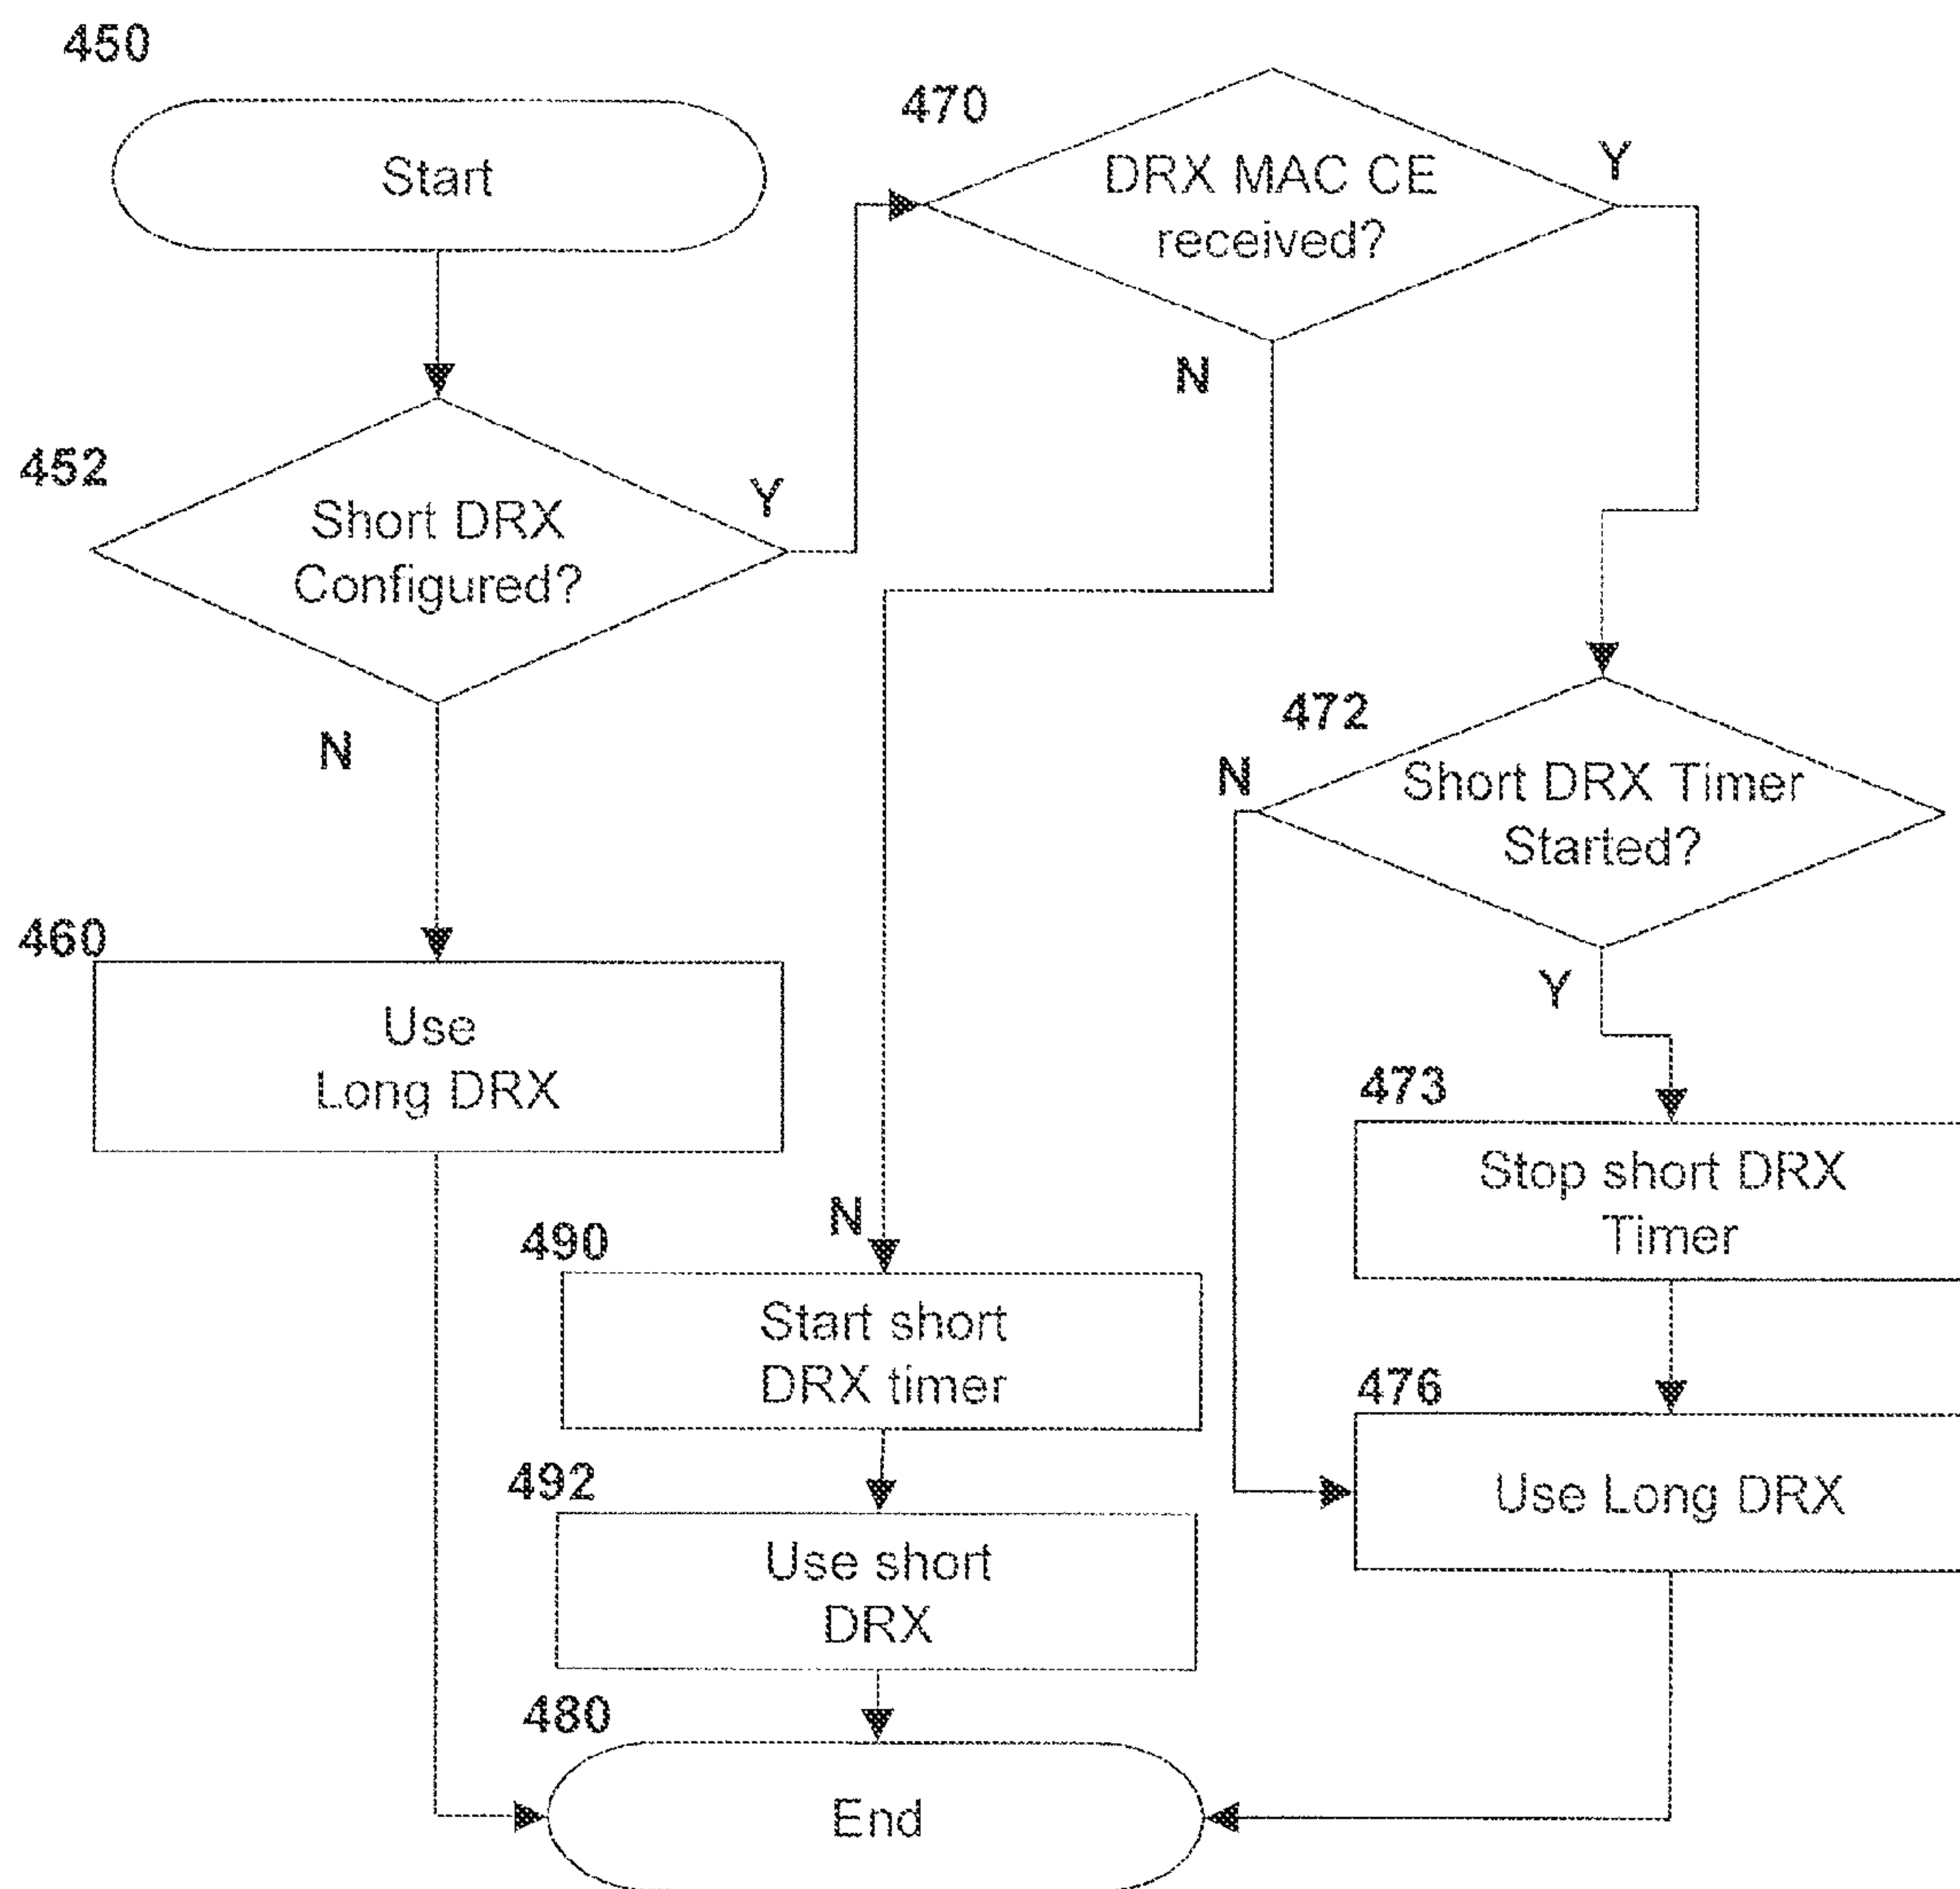 450
Start
452
Short DRX
Configured?
Y
N
460
Use
Long DRX
470
DRX MAC CE
received?
Y
N
472
Short DRX Timer
Started?
N
Y
473
Stop short DRX
Timer
476
Use Long DRX
N
490
Start short
DRX timer
492
Use short
DRX
480
End